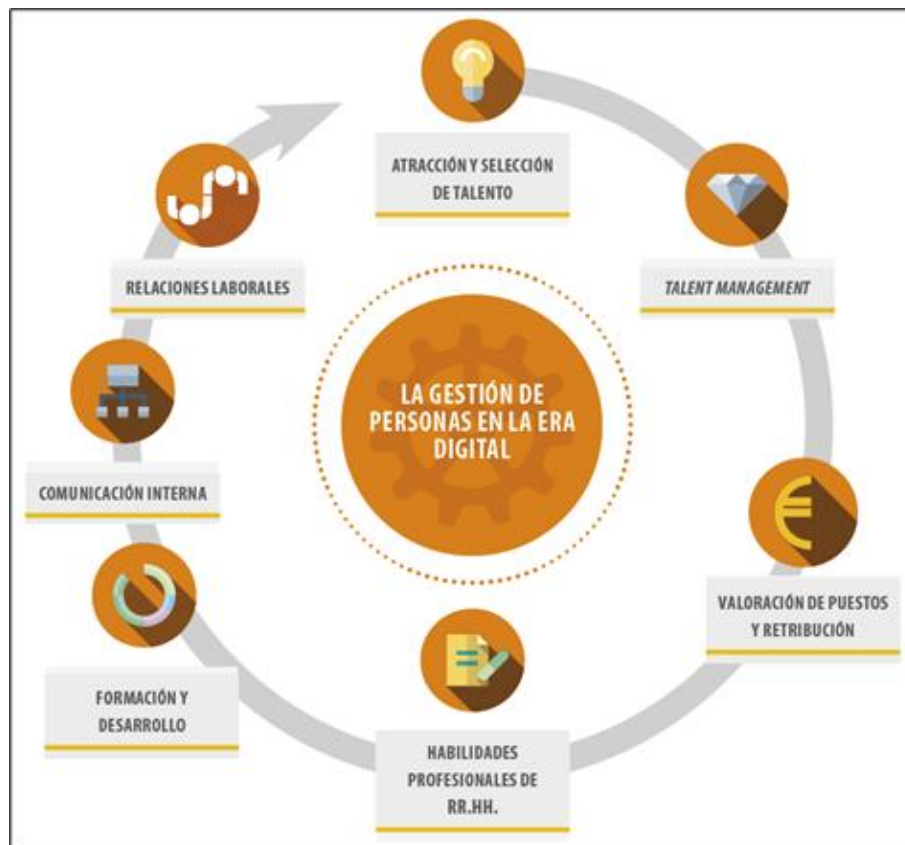 ATRACCIÓN Y SELECCIÓN
DE TALENTO
TALENT MANAGEMENT
VALORACIÓN DE PUESTOS
Y RETRIBUCIÓN
HABILIDADES
PROFESIONALES DE
RR.HH.
FORMACIÓN Y
DESARROLLO
COMUNICACIÓN INTERNA
RELACIONES LABORALES
LA GESTIÓN DE
PERSONAS EN LA ERA
DIGITAL